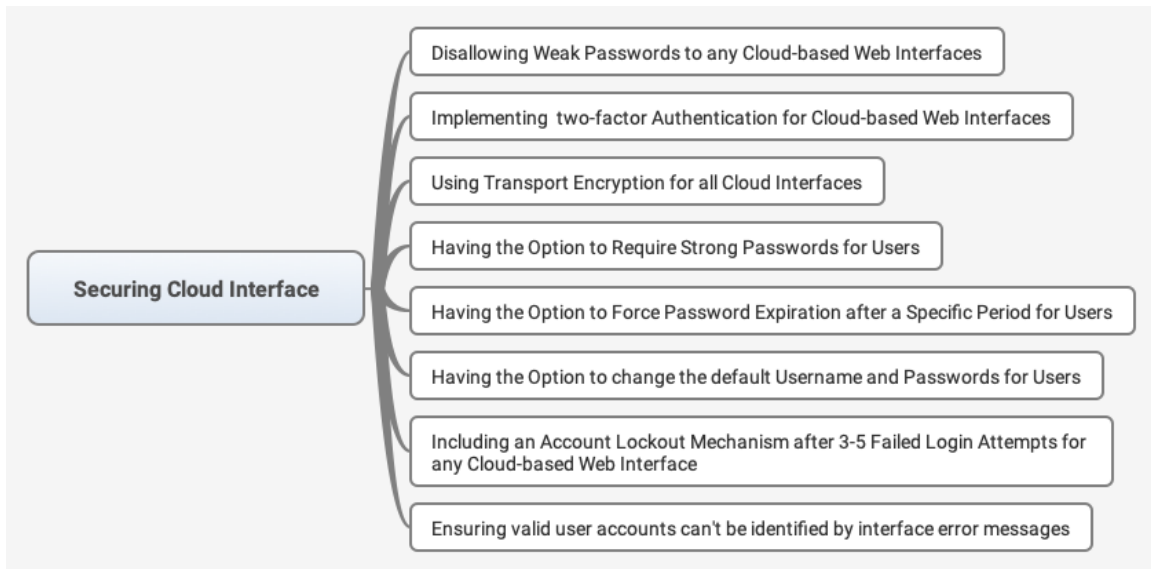 Disallowing Weak Passwords to any Cloud-based Web Interfaces
Implementing  two-factor Authentication for Cloud-based Web Interfaces
Using Transport Encryption for all Cloud Interfaces
Having the Option to Require Strong Passwords for Users
Securing Cloud Interface
Having the Option to Force Password Expiration after a Specific Period for Users
Having the Option to change the default Username and Passwords for Users
Including an Account Lockout Mechanism after 3-5 Failed Login Attempts for
any Cloud-based Web Interface
Ensuring valid user accounts can't be identified by interface error messages